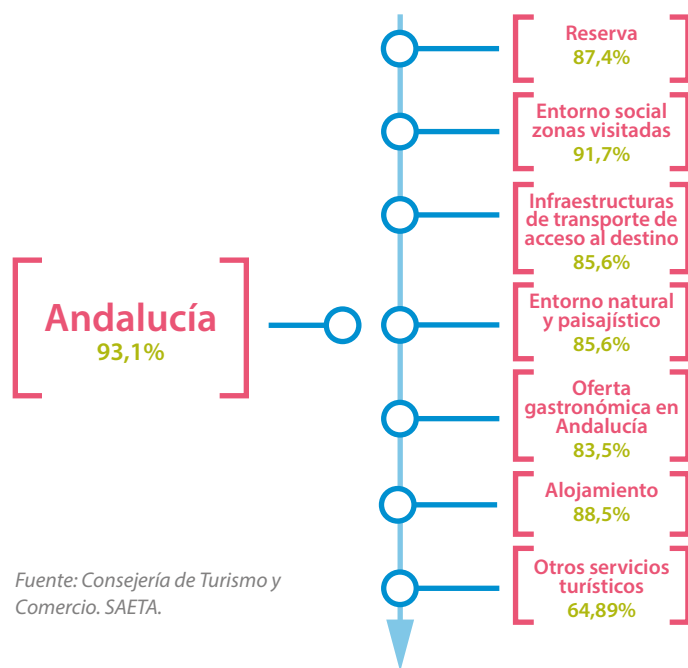 Reserva
87,4%
Entorno social
zonas visitadas
91,7%
Infraestructuras
de transporte de
acceso al destino
85,6%
Andalucía
93,1%
Entorno natural
y paisajístico
85,6%
Oferta
gastronómica en
Andalucía
83,5%
Alojamiento
88,5%
Otros servicios
turísticos
64,89%
Fuente: Consejería de Turismo y
Comercio. SAETA.